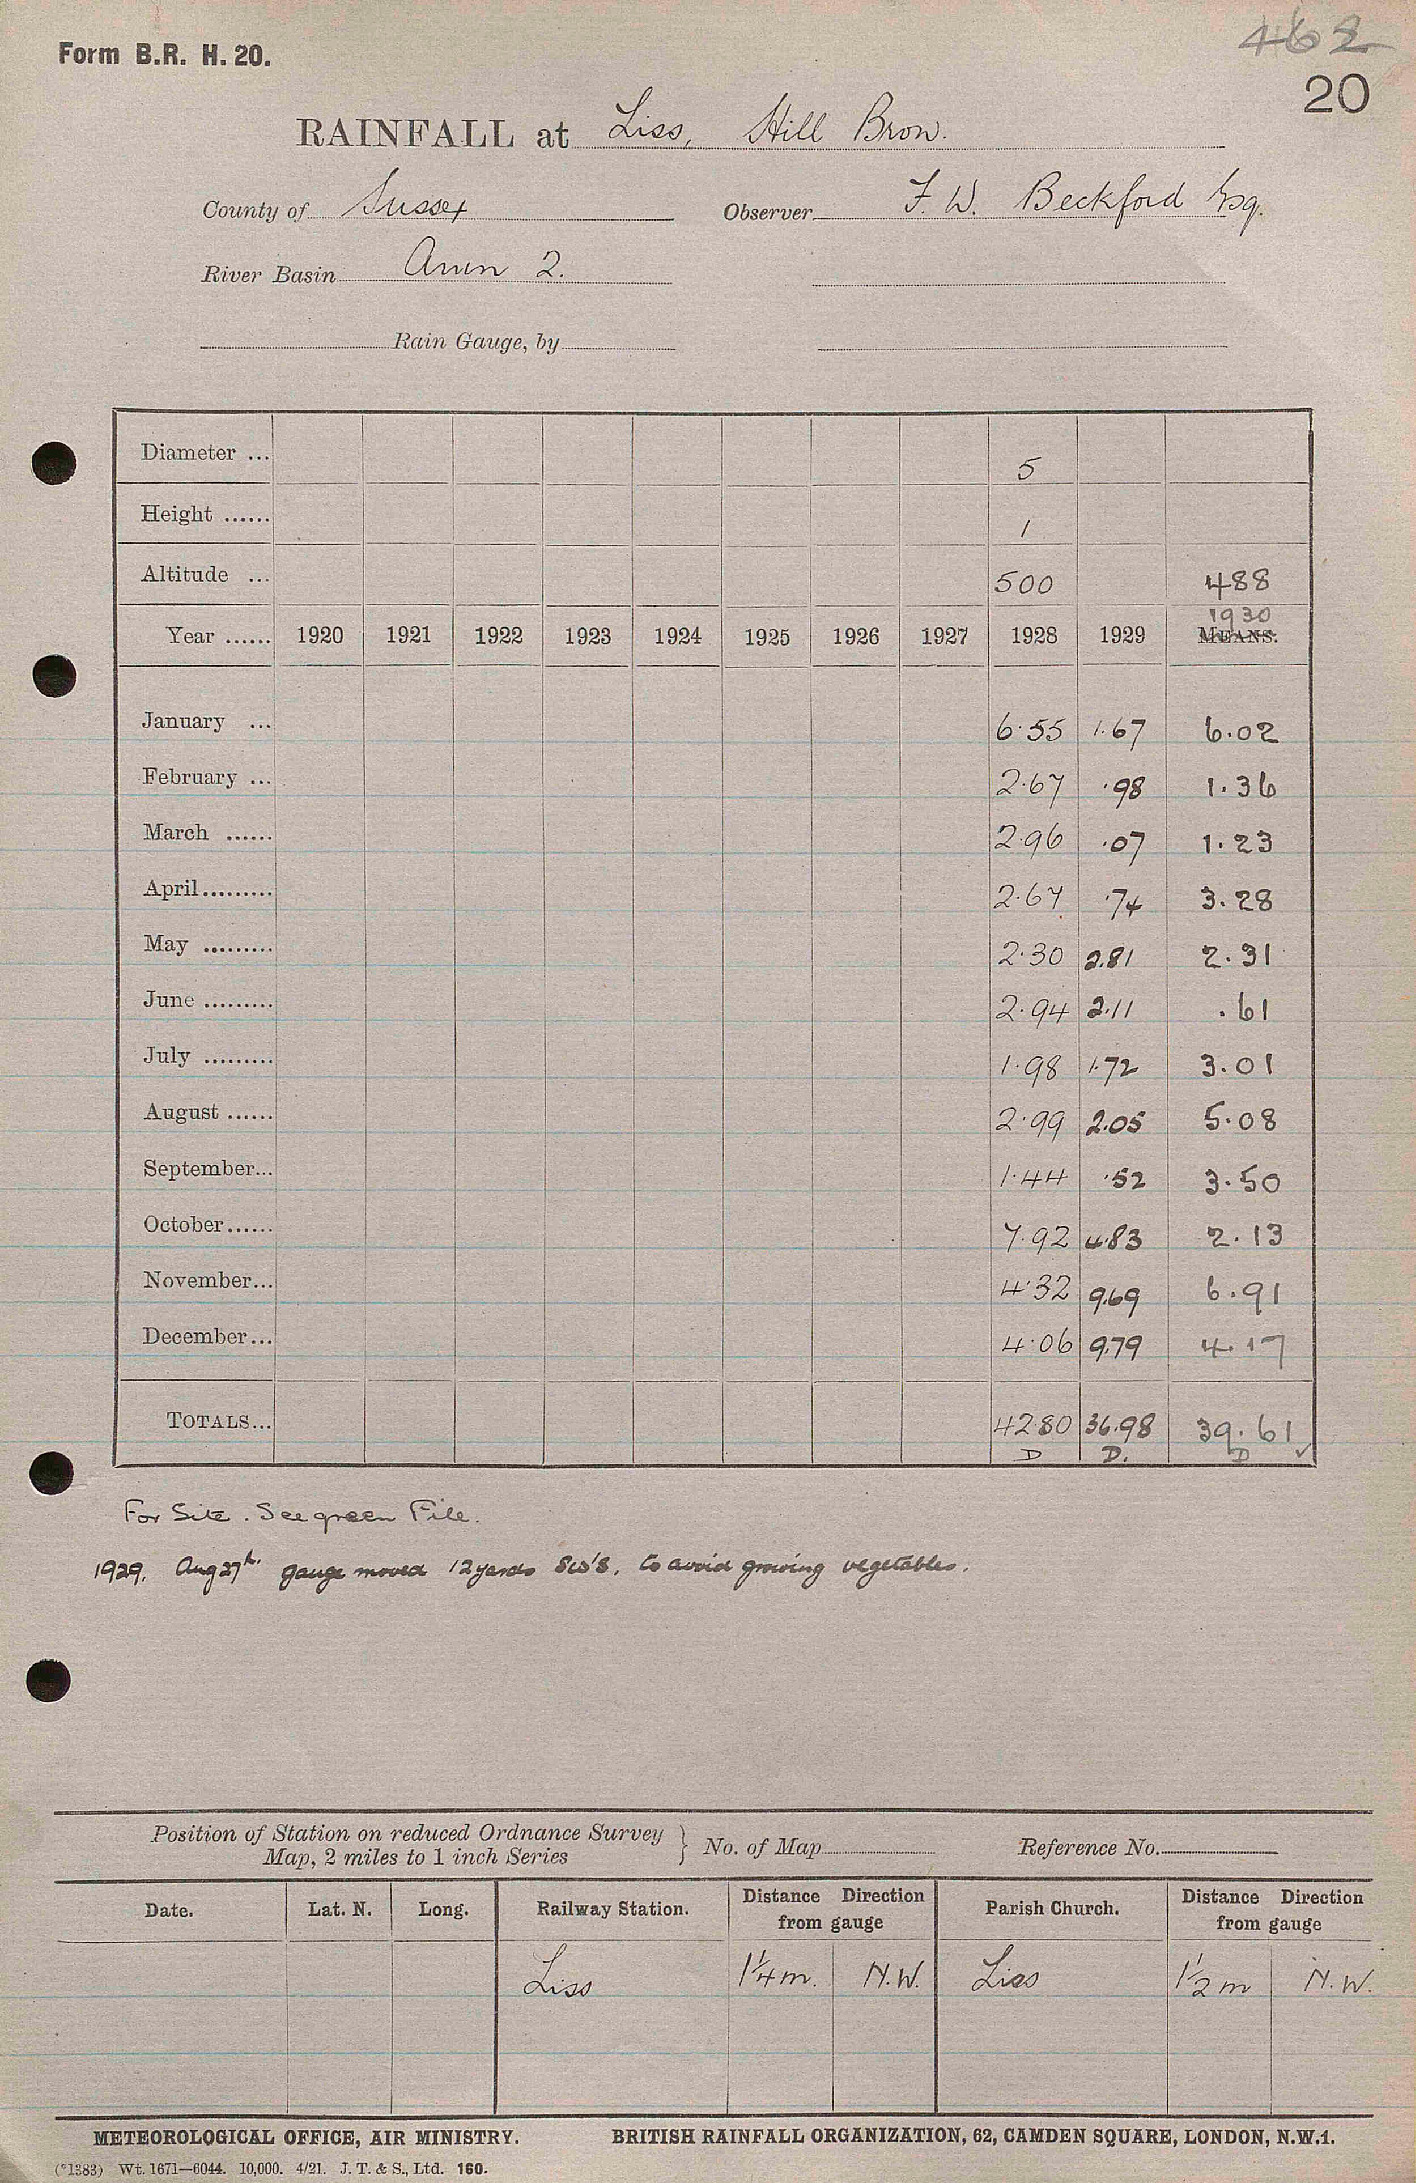 Form B.R. H. 20.
462
20
RAINFALL at Liss, Hill Brow.
County of Sussex Observer F. W. Beckford Esq.
River Basin Arun 2.
Rain Gauge, by
Diameter ... 5
Height ...... 1
Altitude ... 500 488
1930
Year ...... 1920 1921 1922 1923 1924 1925 1926 1927 1928 1929 MEANS.
January ... 6.55 1.67 6.02
February ... 2.67 .98 1.36
March ...... 2.96 .07 1.23
April ......... 2.67 .74 3.28
May ......... 2.30 2.81 2.31
June ......... 2.94 2.11 .61
July ......... 1.98 1.72 3.01
August ...... 2.99 2.05 5.08
September... 1.44 .52 3.50
October...... 7.92 4.83 2.13
November... 4.32 9.69 6.91
December... 4.06 9.79 4.17
TOTALS... 42.80 36.98 39.61
D D. D ✓
For Site. See green File.
1929. Aug 27th. gauge moved 12 yards SW'S. to avoid growing vegetables.
Position of Station on reduced Ordnance Survey Map, 2 miles to 1 inch Series } No. of Map Reference No.
Date. Lat. N. Long. Railway Station. Distance Direction from gauge Parish Church. Distance Direction from gauge
Liss 1¼ m. N.W. Liss 1½ m N.W.
METEOROLOGICAL OFFICE, AIR MINISTRY. BRITISH RAINFALL ORGANIZATION, 62, CAMDEN SQUARE, LONDON, N.W.1.
(*1383) Wt. 1671—6044. 10,000. 4/21. J. T. & S., Ltd. 160.